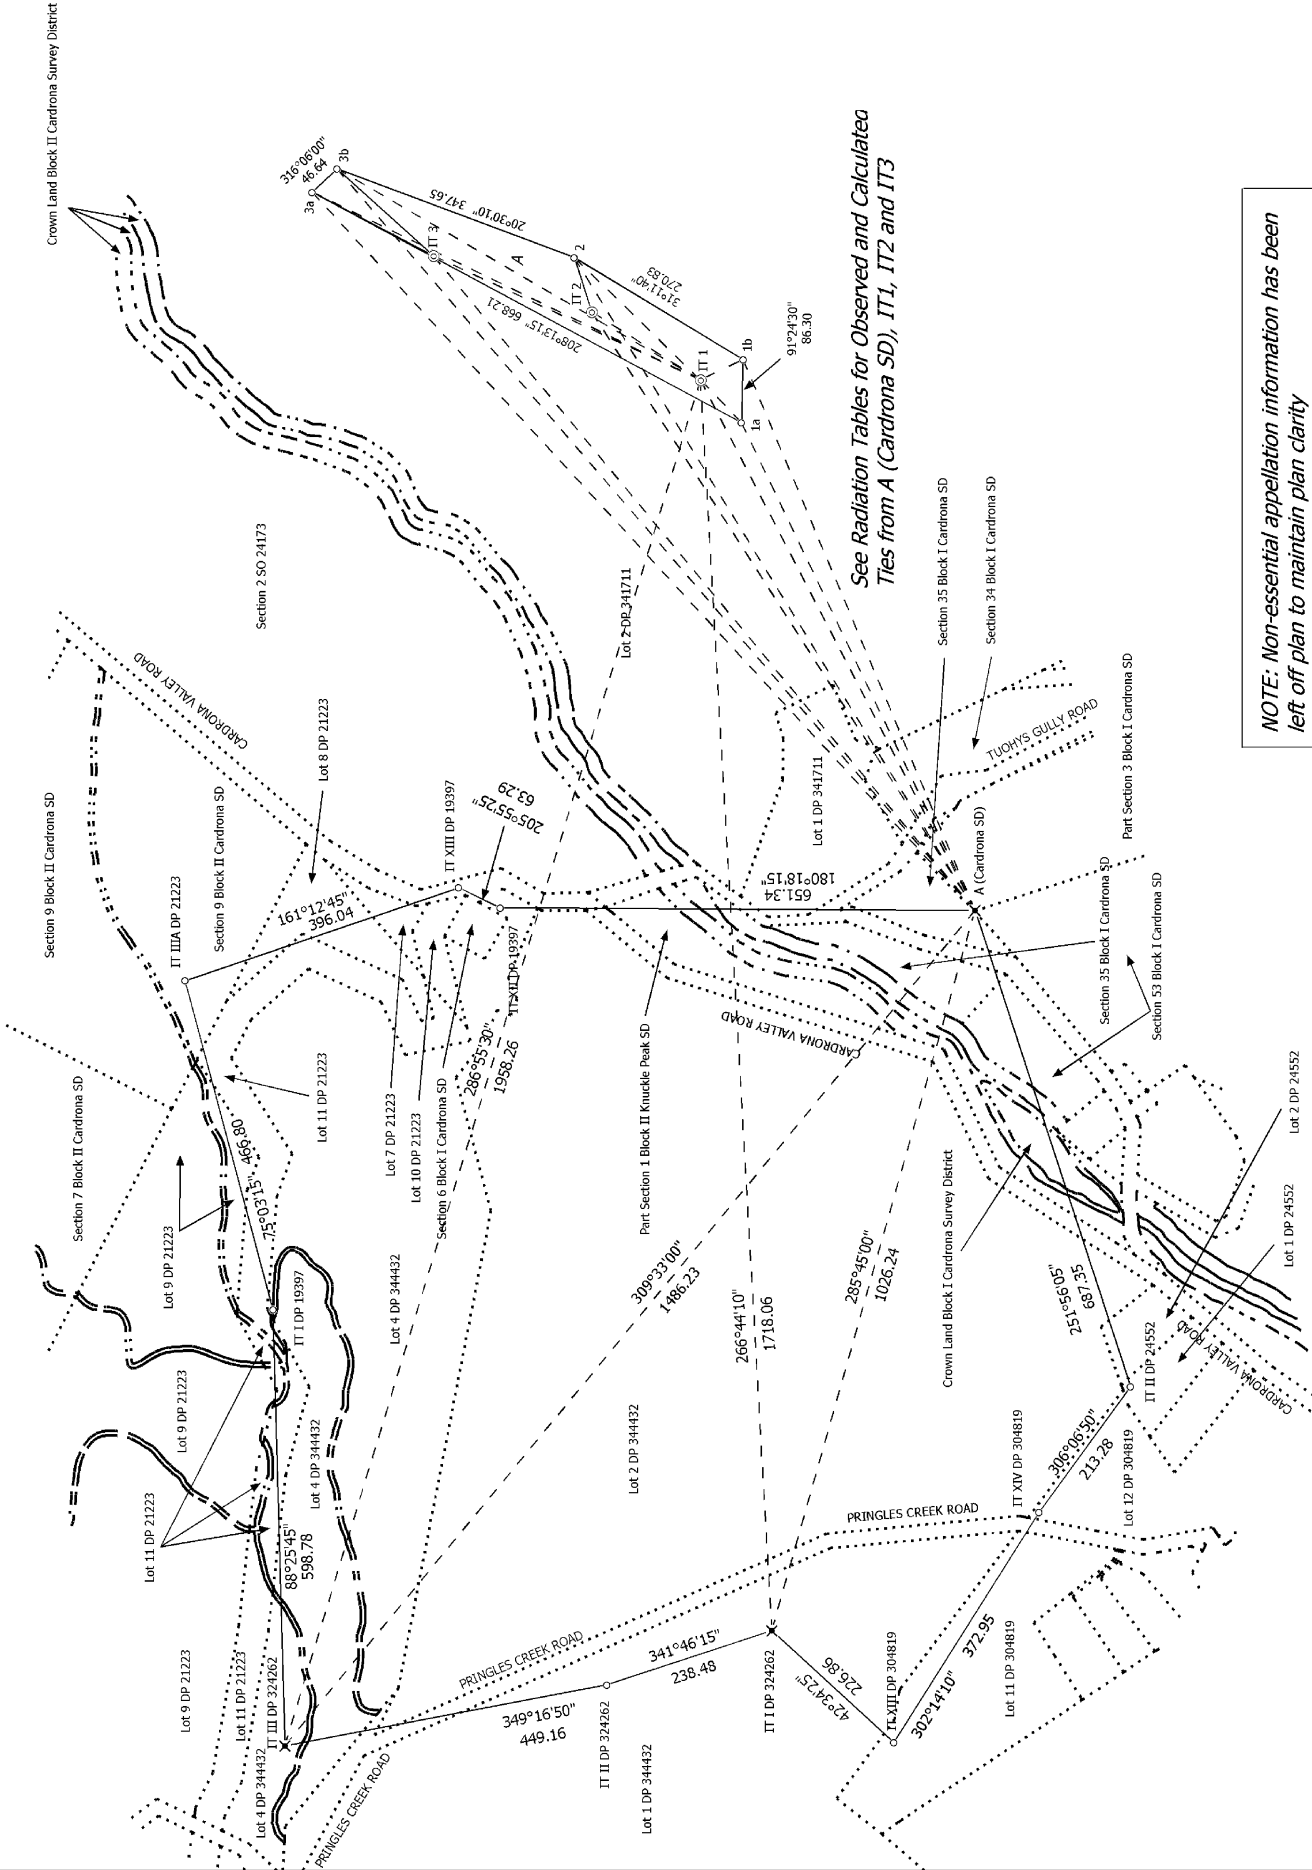 Crown Land Block II Cardrona Survey District
316°06'00"
46.64
3a
3b
20°30'10" 347.65
IT 3
A
208°13'15" 668.21
2
IT 2
31°11'40"
270.83
IT 1
1b
1a
91°24'30"
86.30
See Radiation Tables for Observed and Calculated
Ties from A (Cardrona SD), IT1, IT2 and IT3
NOTE: Non-essential appellation information has been
left off plan to maintain plan clarity
Section 2 SO 24173
CARDRONA VALLEY ROAD
Lot 2 DP 341711
Section 35 Block I Cardrona SD
Section 34 Block I Cardrona SD
TUOHYS GULLY ROAD
Part Section 3 Block I Cardrona SD
Lot 1 DP 341711
Lot 8 DP 21223
Section 9 Block II Cardrona SD
Section 9 Block II Cardrona SD
IT XIII DP 19397
205°55'25"
63.29
IT IIIA DP 21223
161°12'45"
396.04
651.34
180°18'15"
A (Cardrona SD)
IT XII DP 19397
Section 35 Block I Cardrona SD
Section 53 Block I Cardrona SD
CARDRONA VALLEY ROAD
CARDRONA VALLEY ROAD
Section 7 Block II Cardrona SD
Lot 11 DP 21223
Lot 7 DP 21223
Lot 10 DP 21223
Section 6 Block I Cardrona SD
286°55'30"
1958.26
Part Section 1 Block II Knuckle Peak SD
75°03'15" 466.80
Lot 9 DP 21223
IT I DP 19397
Lot 4 DP 344432
309°33'00"
1486.23
266°44'10"
1718.06
285°45'00"
1026.24
Crown Land Block I Cardrona Survey District
251°56'05"
687.35
Lot 2 DP 24552
Lot 1 DP 24552
IT II DP 24552
CARDRONA VALLEY ROAD
Lot 9 DP 21223
Lot 11 DP 21223
Lot 4 DP 344432
Lot 2 DP 344432
IT XIV DP 304819
306°06'50"
213.28
Lot 12 DP 304819
PRINGLES CREEK ROAD
88°25'45"
598.78
Lot 9 DP 21223
Lot 11 DP 21223
IT III DP 324262
Lot 4 DP 344432
PRINGLES CREEK ROAD
PRINGLES CREEK ROAD
349°16'50"
449.16
341°46'15"
238.48
IT II DP 324262
Lot 1 DP 344432
IT I DP 324262
226.86
42°34'25"
IT XIII DP 304819
302°14'10" 372.95
Lot 11 DP 304819